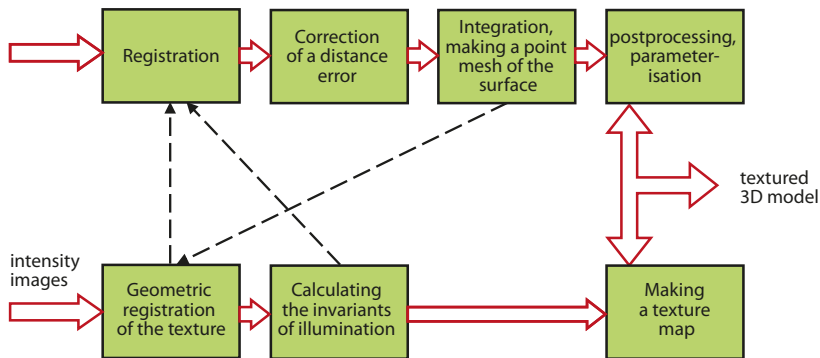 Registration
Correction
of a distance
error
Integration,
making a point
mesh of the
surface
postprocessing,
parameter-
isation
textured
3D model
intensity
images
Geometric
registration
of the texture
Calculating
the invariants
of illumination
Making
a texture
map